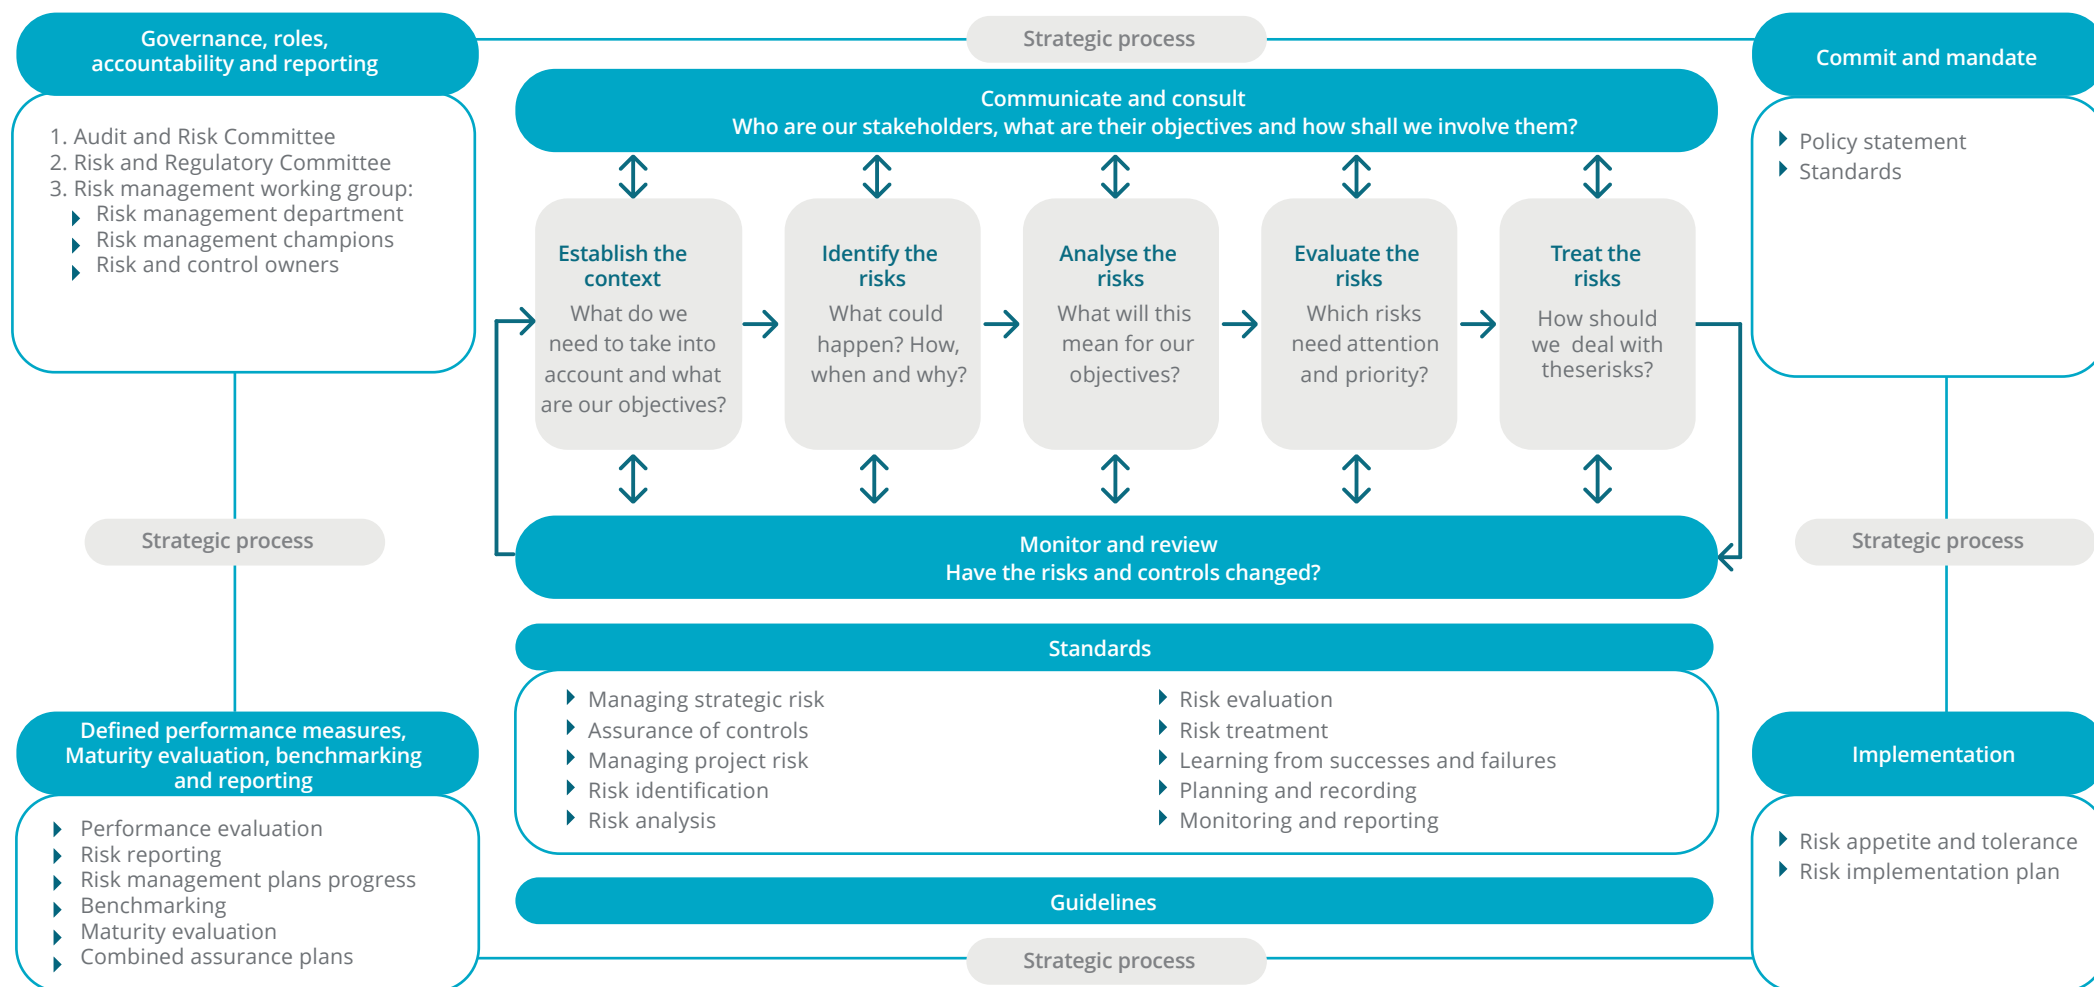 Governance, roles,
accountability and reporting
1. Audit and Risk Committee
2. Risk and Regulatory Committee
3. Risk management working group:
Risk management department
Risk management champions
Risk and control owners
Strategic process
Commit and mandate
Policy statement
Standards
Communicate and consult
Who are our stakeholders, what are their objectives and how shall we involve them?
Establish the
context
What do we
need to take into
account and what
are our objectives?
Identify the
risks
What could
happen? How,
when and why?
Analyse the
risks
What will this
mean for our
objectives?
Evaluate the
risks
Which risks
need attention
and priority?
Treat the
risks
How should
we deal with
theserisks?
Monitor and review
Have the risks and controls changed?
Strategic process
Strategic process
Standards
Managing strategic risk
Assurance of controls
Managing project risk
Risk identification
Risk analysis
Risk evaluation
Risk treatment
Learning from successes and failures
Planning and recording
Monitoring and reporting
Guidelines
Defined performance measures,
Maturity evaluation, benchmarking
and reporting
Performance evaluation
Risk reporting
Risk management plans progress
Benchmarking
Maturity evaluation
Combined assurance plans
Strategic process
Implementation
Risk appetite and tolerance
Risk implementation plan